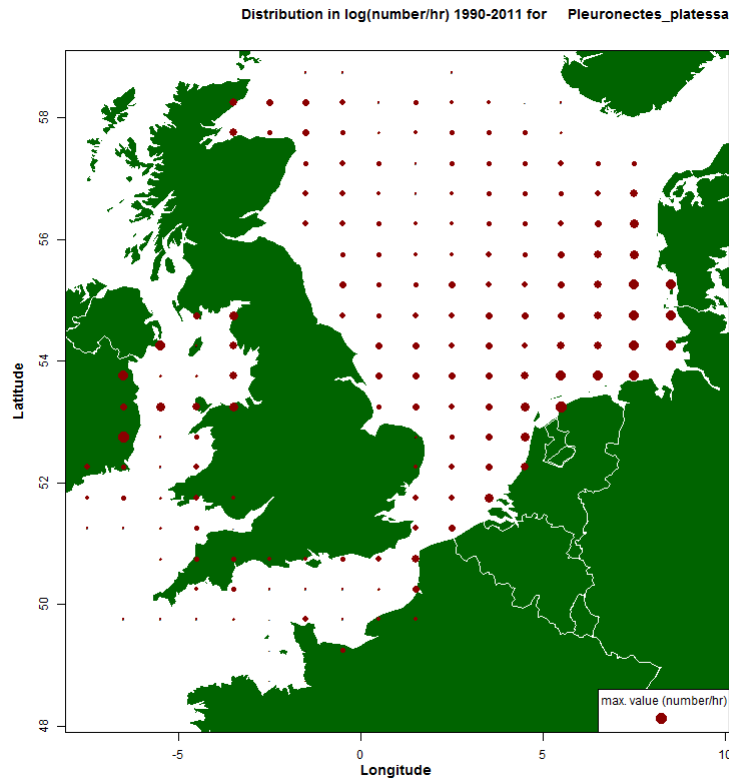 Distribution in log(number/hr) 1990-2011 for Pleuronectes_platessa
58
56
54
52
50
48
Latitude
-5
0
5
10
Longitude
max. value (number/hr)